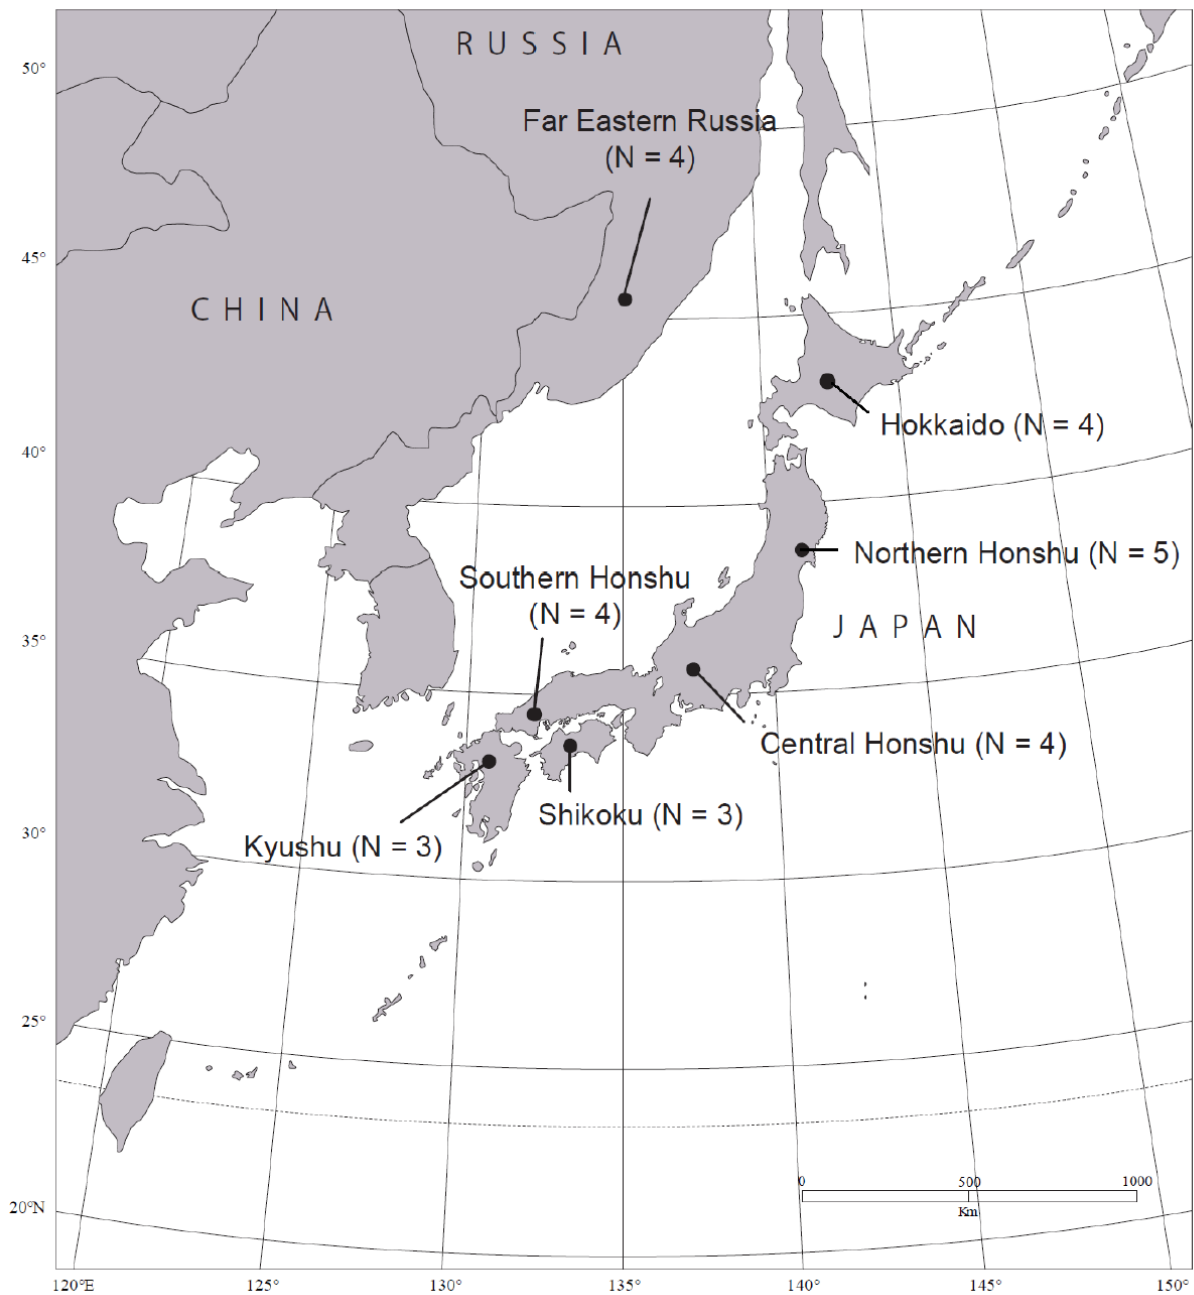 50°
RUSSIA
Far Eastern Russia
(N = 4)
45°
CHINA
Hokkaido (N = 4)
40°
Northern Honshu (N = 5)
Southern Honshu
(N = 4)
35°
JAPAN
Central Honshu (N = 4)
Shikoku (N = 3)
30°
Kyushu (N = 3)
25°
0 500 1000
Km
20°N
120°E 125° 130° 135° 140° 145° 150°